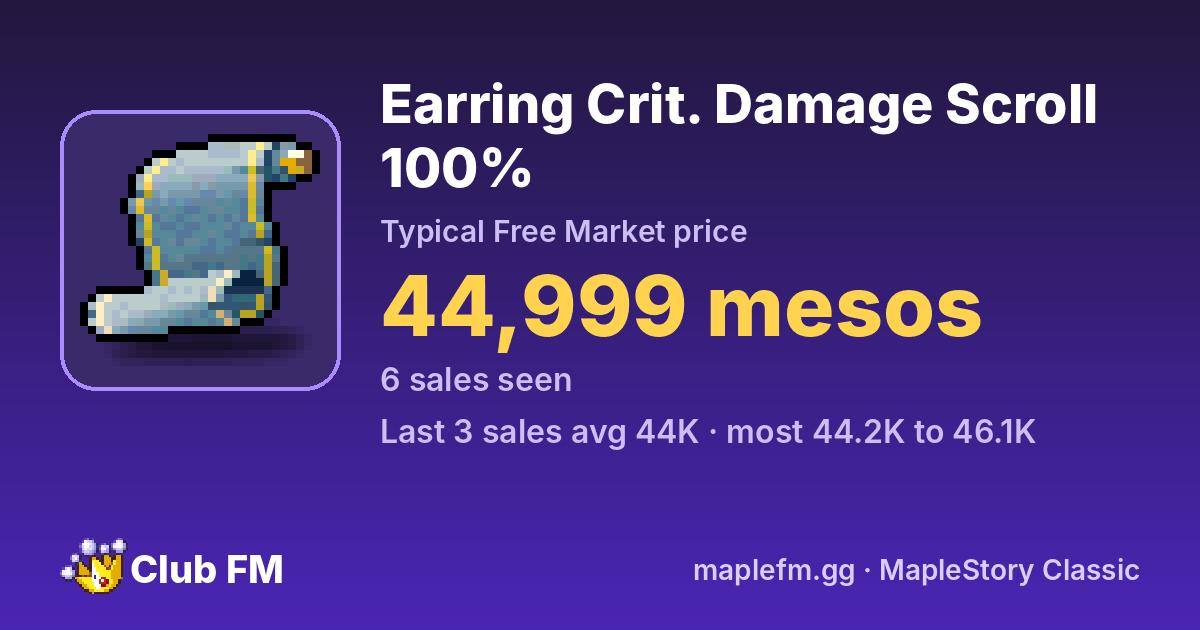 Earring Crit. Damage Scroll
100%
Typical Free Market price
44,999 mesos
6 sales seen
Last 3 sales avg 44K · most 44.2K to 46.1K
Club FM
maplefm.gg · MapleStory Classic